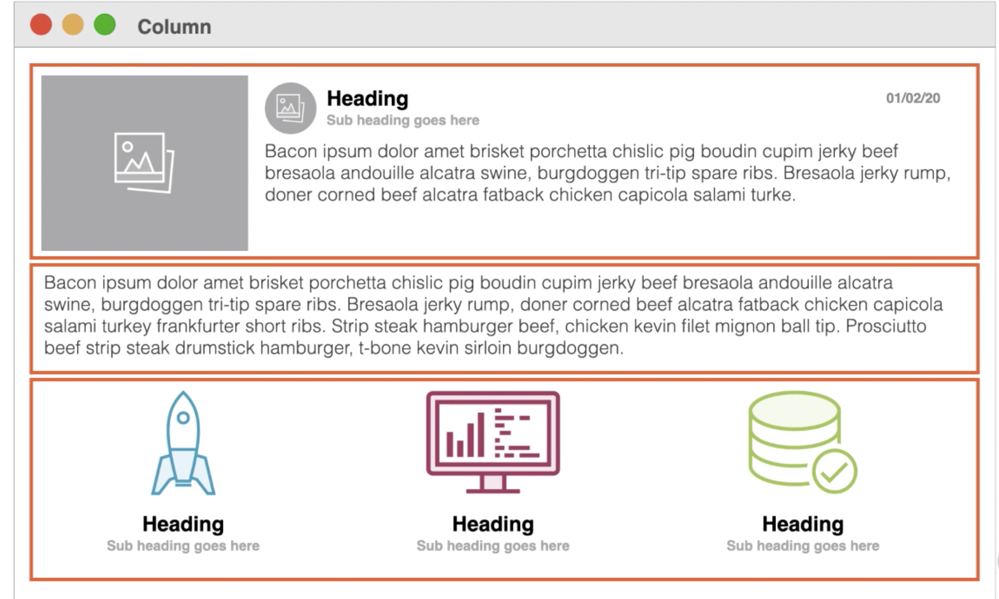 Column
Heading
01/02/20
Sub heading goes here
Bacon ipsum dolor amet brisket porchetta chislic pig boudin cupim jerky beef
bresaola andouille alcatra swine, burgdoggen tri-tip spare ribs. Bresaola jerky rump,
doner corned beef alcatra fatback chicken capicola salami turke.
Bacon ipsum dolor amet brisket porchetta chislic pig boudin cupim jerky beef bresaola andouille alcatra
swine, burgdoggen tri-tip spare ribs. Bresaola jerky rump, doner corned beef alcatra fatback chicken capicola
salami turkey frankfurter short ribs. Strip steak hamburger beef, chicken kevin filet mignon ball tip. Prosciutto
beef strip steak drumstick hamburger, t-bone kevin sirloin burgdoggen.
Heading
Sub heading goes here
Heading
Sub heading goes here
Heading
Sub heading goes here